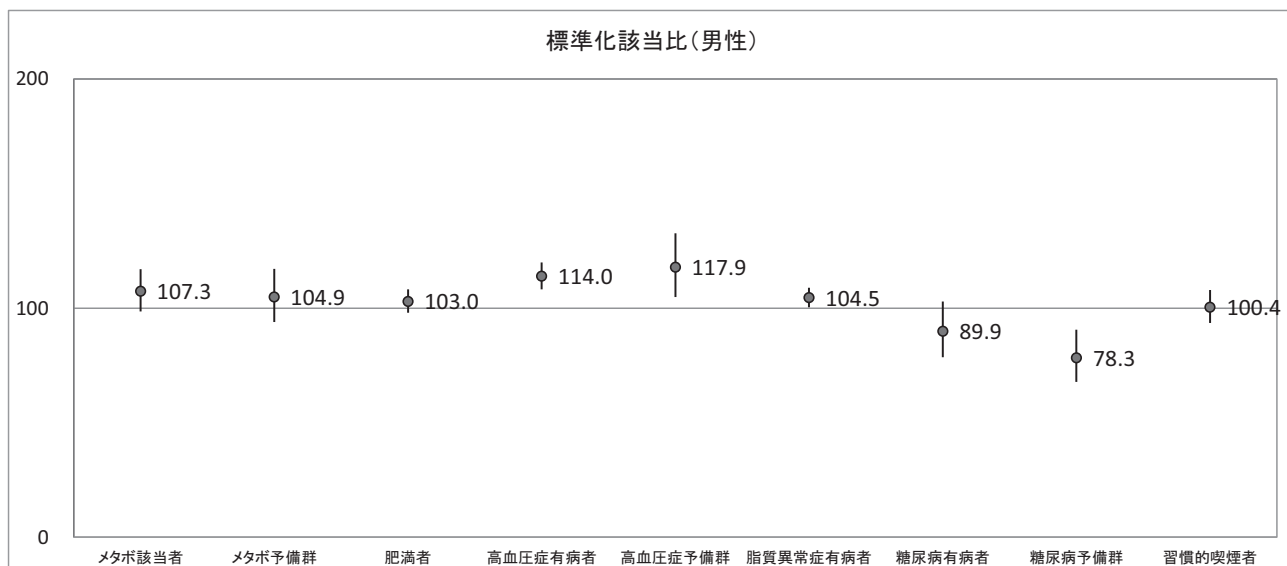 標準化該当比（男性）
200
107.3
104.9
103.0
114.0
117.9
104.5
89.9
78.3
100.4
100
0
メタボ該当者
メタボ予備群
肥満者
高血圧症有病者
高血圧症予備群
脂質異常症有病者
糖尿病有病者
糖尿病予備群
習慣的喫煙者